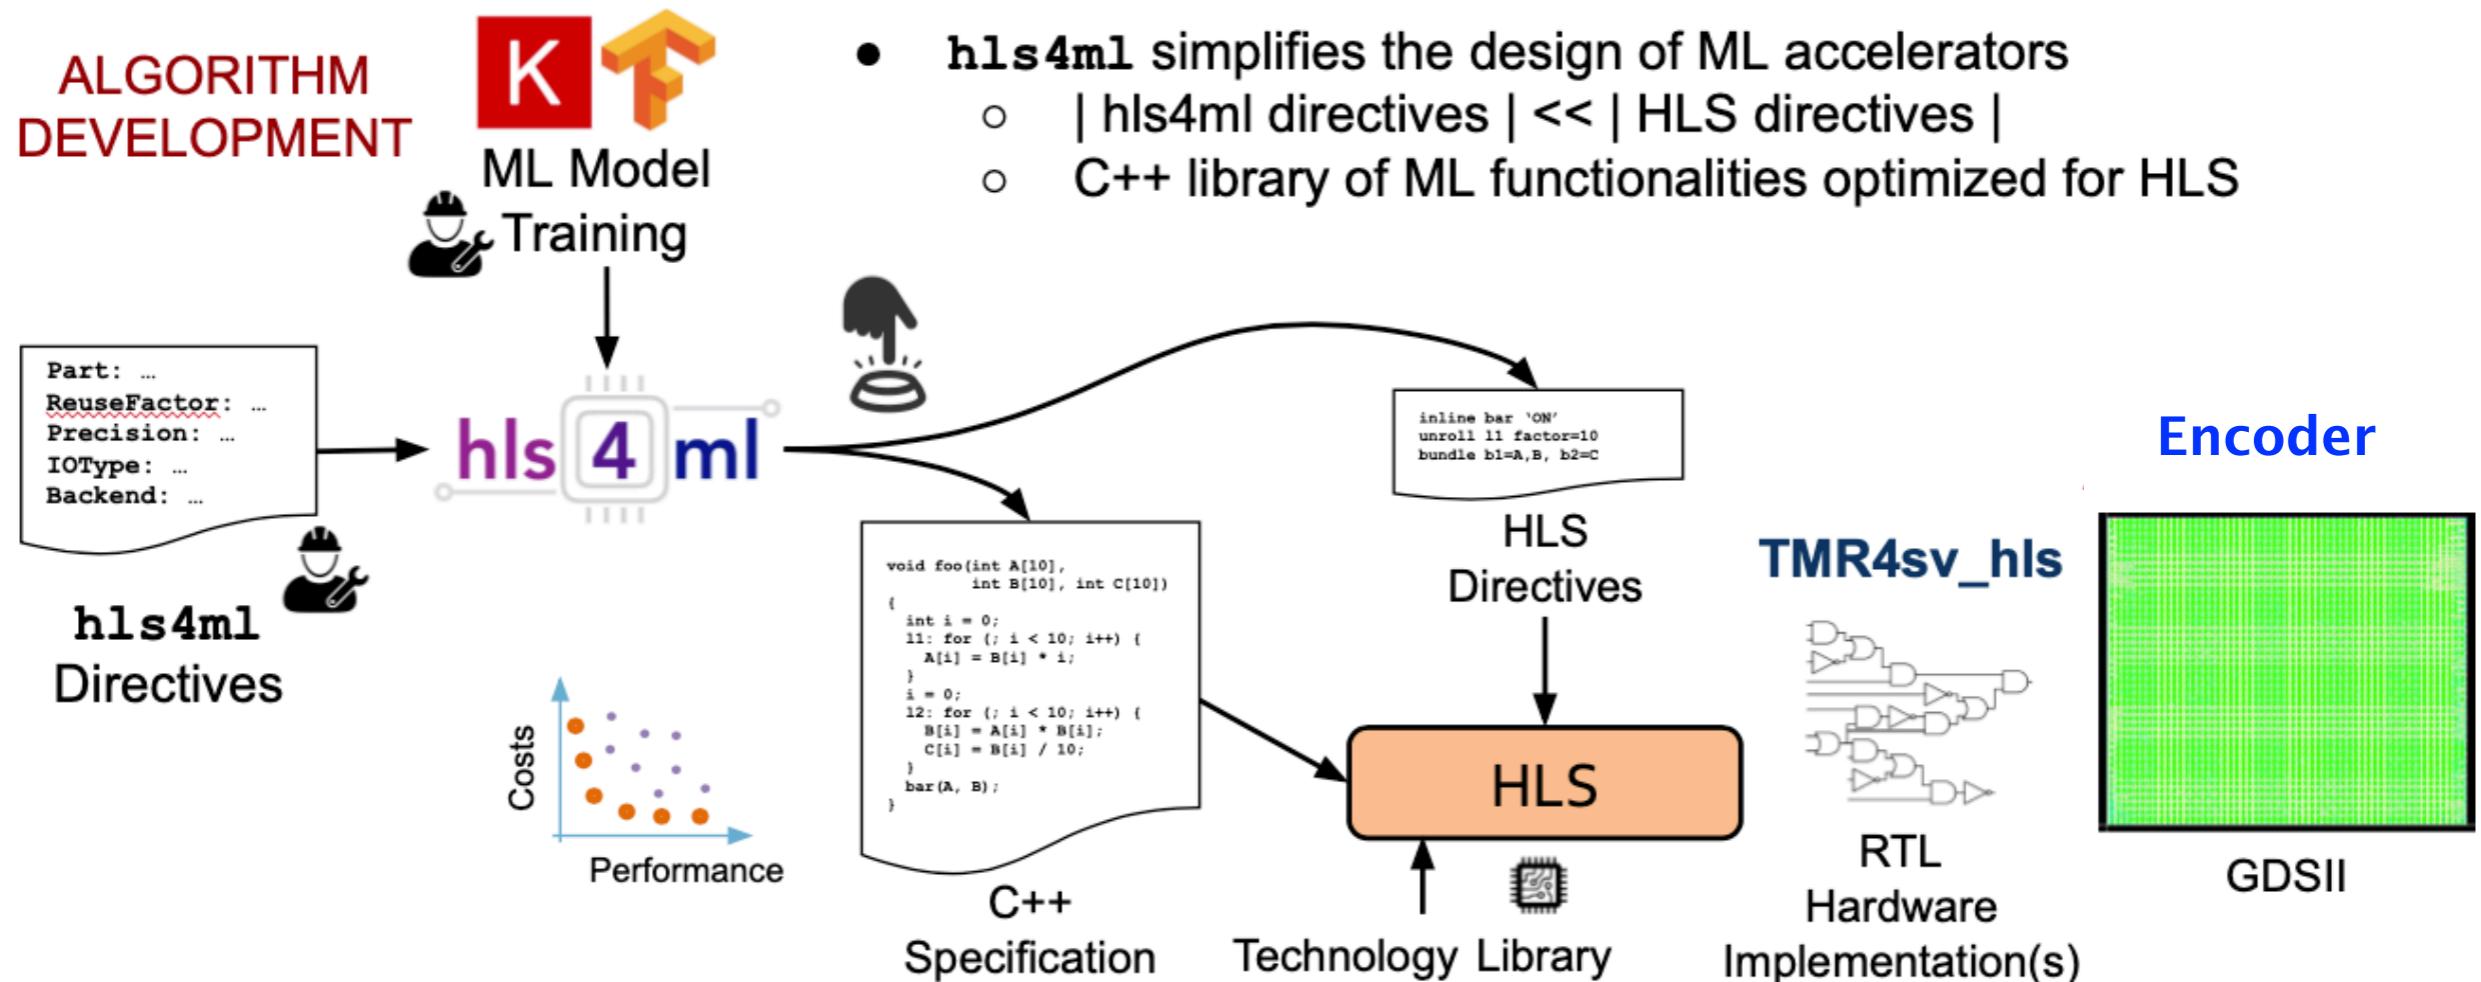 ALGORITHM
DEVELOPMENT
K
ML Model
Training
● hls4ml simplifies the design of ML accelerators
○ | hls4ml directives | << | HLS directives |
○ C++ library of ML functionalities optimized for HLS
Part: …
ReuseFactor: …
Precision: …
IOType: …
Backend: …
hls4ml
Directives
hls 4 ml
Costs
Performance
void foo(int A[10],
int B[10], int C[10])
{
int i = 0;
l1: for (; i < 10; i++) {
A[i] = B[i] * i;
}
i = 0;
l2: for (; i < 10; i++) {
B[i] = A[i] * B[i];
C[i] = B[i] / 10;
}
bar(A, B);
}
C++
Specification
inline bar ‘ON’
unroll l1 factor=10
bundle b1=A,B, b2=C
HLS
Directives
HLS
Technology Library
TMR4sv_hls
RTL
Hardware
Implementation(s)
Encoder
GDSII